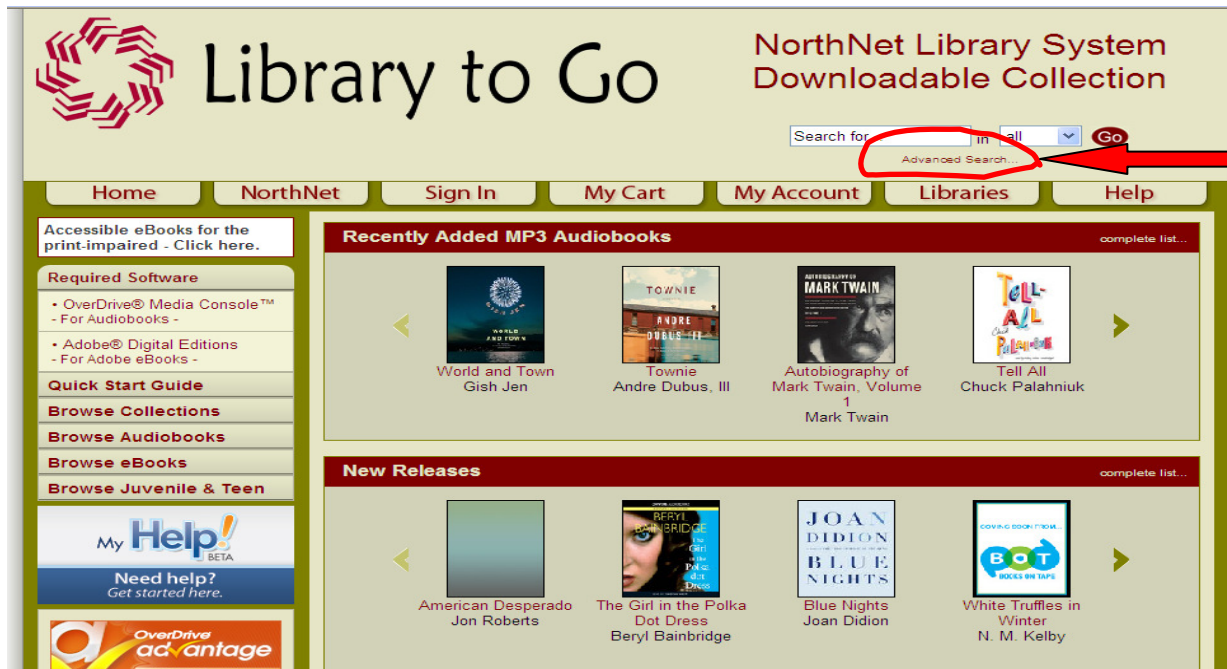 Library to Go
NorthNet Library System
Downloadable Collection
Search for in all Go
Advanced Search...
Home NorthNet Sign In My Cart My Account Libraries Help
Accessible eBooks for the
print-impaired - Click here.
Required Software
• OverDrive® Media Console™
- For Audiobooks -
• Adobe® Digital Editions
- For Adobe eBooks -
Quick Start Guide
Browse Collections
Browse Audiobooks
Browse eBooks
Browse Juvenile & Teen
My Help!
BETA
Need help?
Get started here.
OverDrive
advantage
Recently Added MP3 Audiobooks complete list...
WORLD
AND TOWN
GISH JEN
TOWNIE
ANDRE
DUBUS III
AUTOBIOGRAPHY OF
MARK TWAIN
TELL-
ALL
Chuck
Palahniuk
World and Town
Gish Jen
Townie
Andre Dubus, III
Autobiography of
Mark Twain, Volume
1
Mark Twain
Tell All
Chuck Palahniuk
New Releases complete list...
BERYL
BAINBRIDGE
The
Girl
in the
Polka
dot
Dress
JOAN
DIDION
BLUE
NIGHTS
COMING SOON FROM...
BOT
BOOKS ON TAPE
American Desperado
Jon Roberts
The Girl in the Polka
Dot Dress
Beryl Bainbridge
Blue Nights
Joan Didion
White Truffles in
Winter
N. M. Kelby